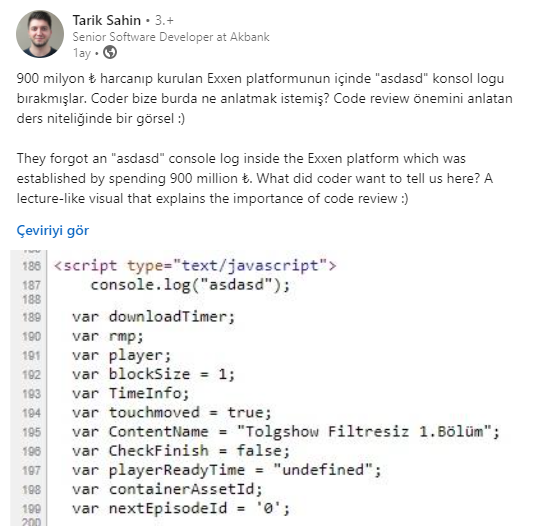 Tarik Sahin • 3.+
Senior Software Developer at Akbank
1ay •
900 milyon ₺ harcanıp kurulan Exxen platformunun içinde "asdasd" konsol logu
bırakmışlar. Coder bize burda ne anlatmak istemiş? Code review önemini anlatan
ders niteliğinde bir görsel :)
They forgot an "asdasd" console log inside the Exxen platform which was
established by spending 900 million ₺. What did coder want to tell us here? A
lecture-like visual that explains the importance of code review :)
Çeviriyi gör
186 <script type="text/javascript">
187 console.log("asdasd");
188
189 var downloadTimer;
190 var rmp;
191 var player;
192 var blockSize = 1;
193 var TimeInfo;
194 var touchmoved = true;
195 var ContentName = "Tolgshow Filtresiz 1.Bölüm";
196 var CheckFinish = false;
197 var playerReadyTime = "undefined";
198 var containerAssetId;
199 var nextEpisodeId = '0';
200